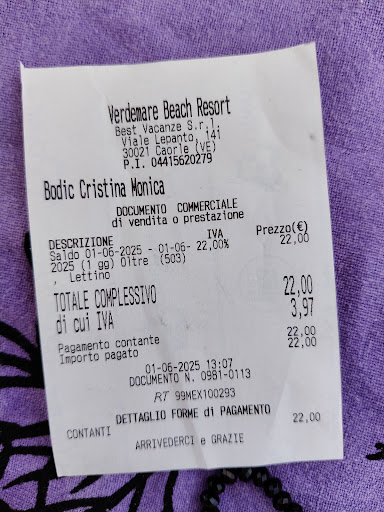 Verdemare Beach Resort
Best Vacanze S.r.l.
Viale Lepanto, 141
30021 Caorle (VE)
P.I. 04415620279
Bodic Cristina Monica
DOCUMENTO COMMERCIALE
di vendita o prestazione
DESCRIZIONE IVA Prezzo(€)
Saldo 01-06-2025 - 01-06- 22,00% 22,00
2025 (1 gg) Oltre (503)
, Lettino
TOTALE COMPLESSIVO 22,00
di cui IVA 3,97
Pagamento contante 22,00
Importo pagato 22,00
01-06-2025 13:07
DOCUMENTO N. 0981-0113
RT 99MEX100293
DETTAGLIO FORME di PAGAMENTO
CONTANTI 22,00
ARRIVEDERCI e GRAZIE